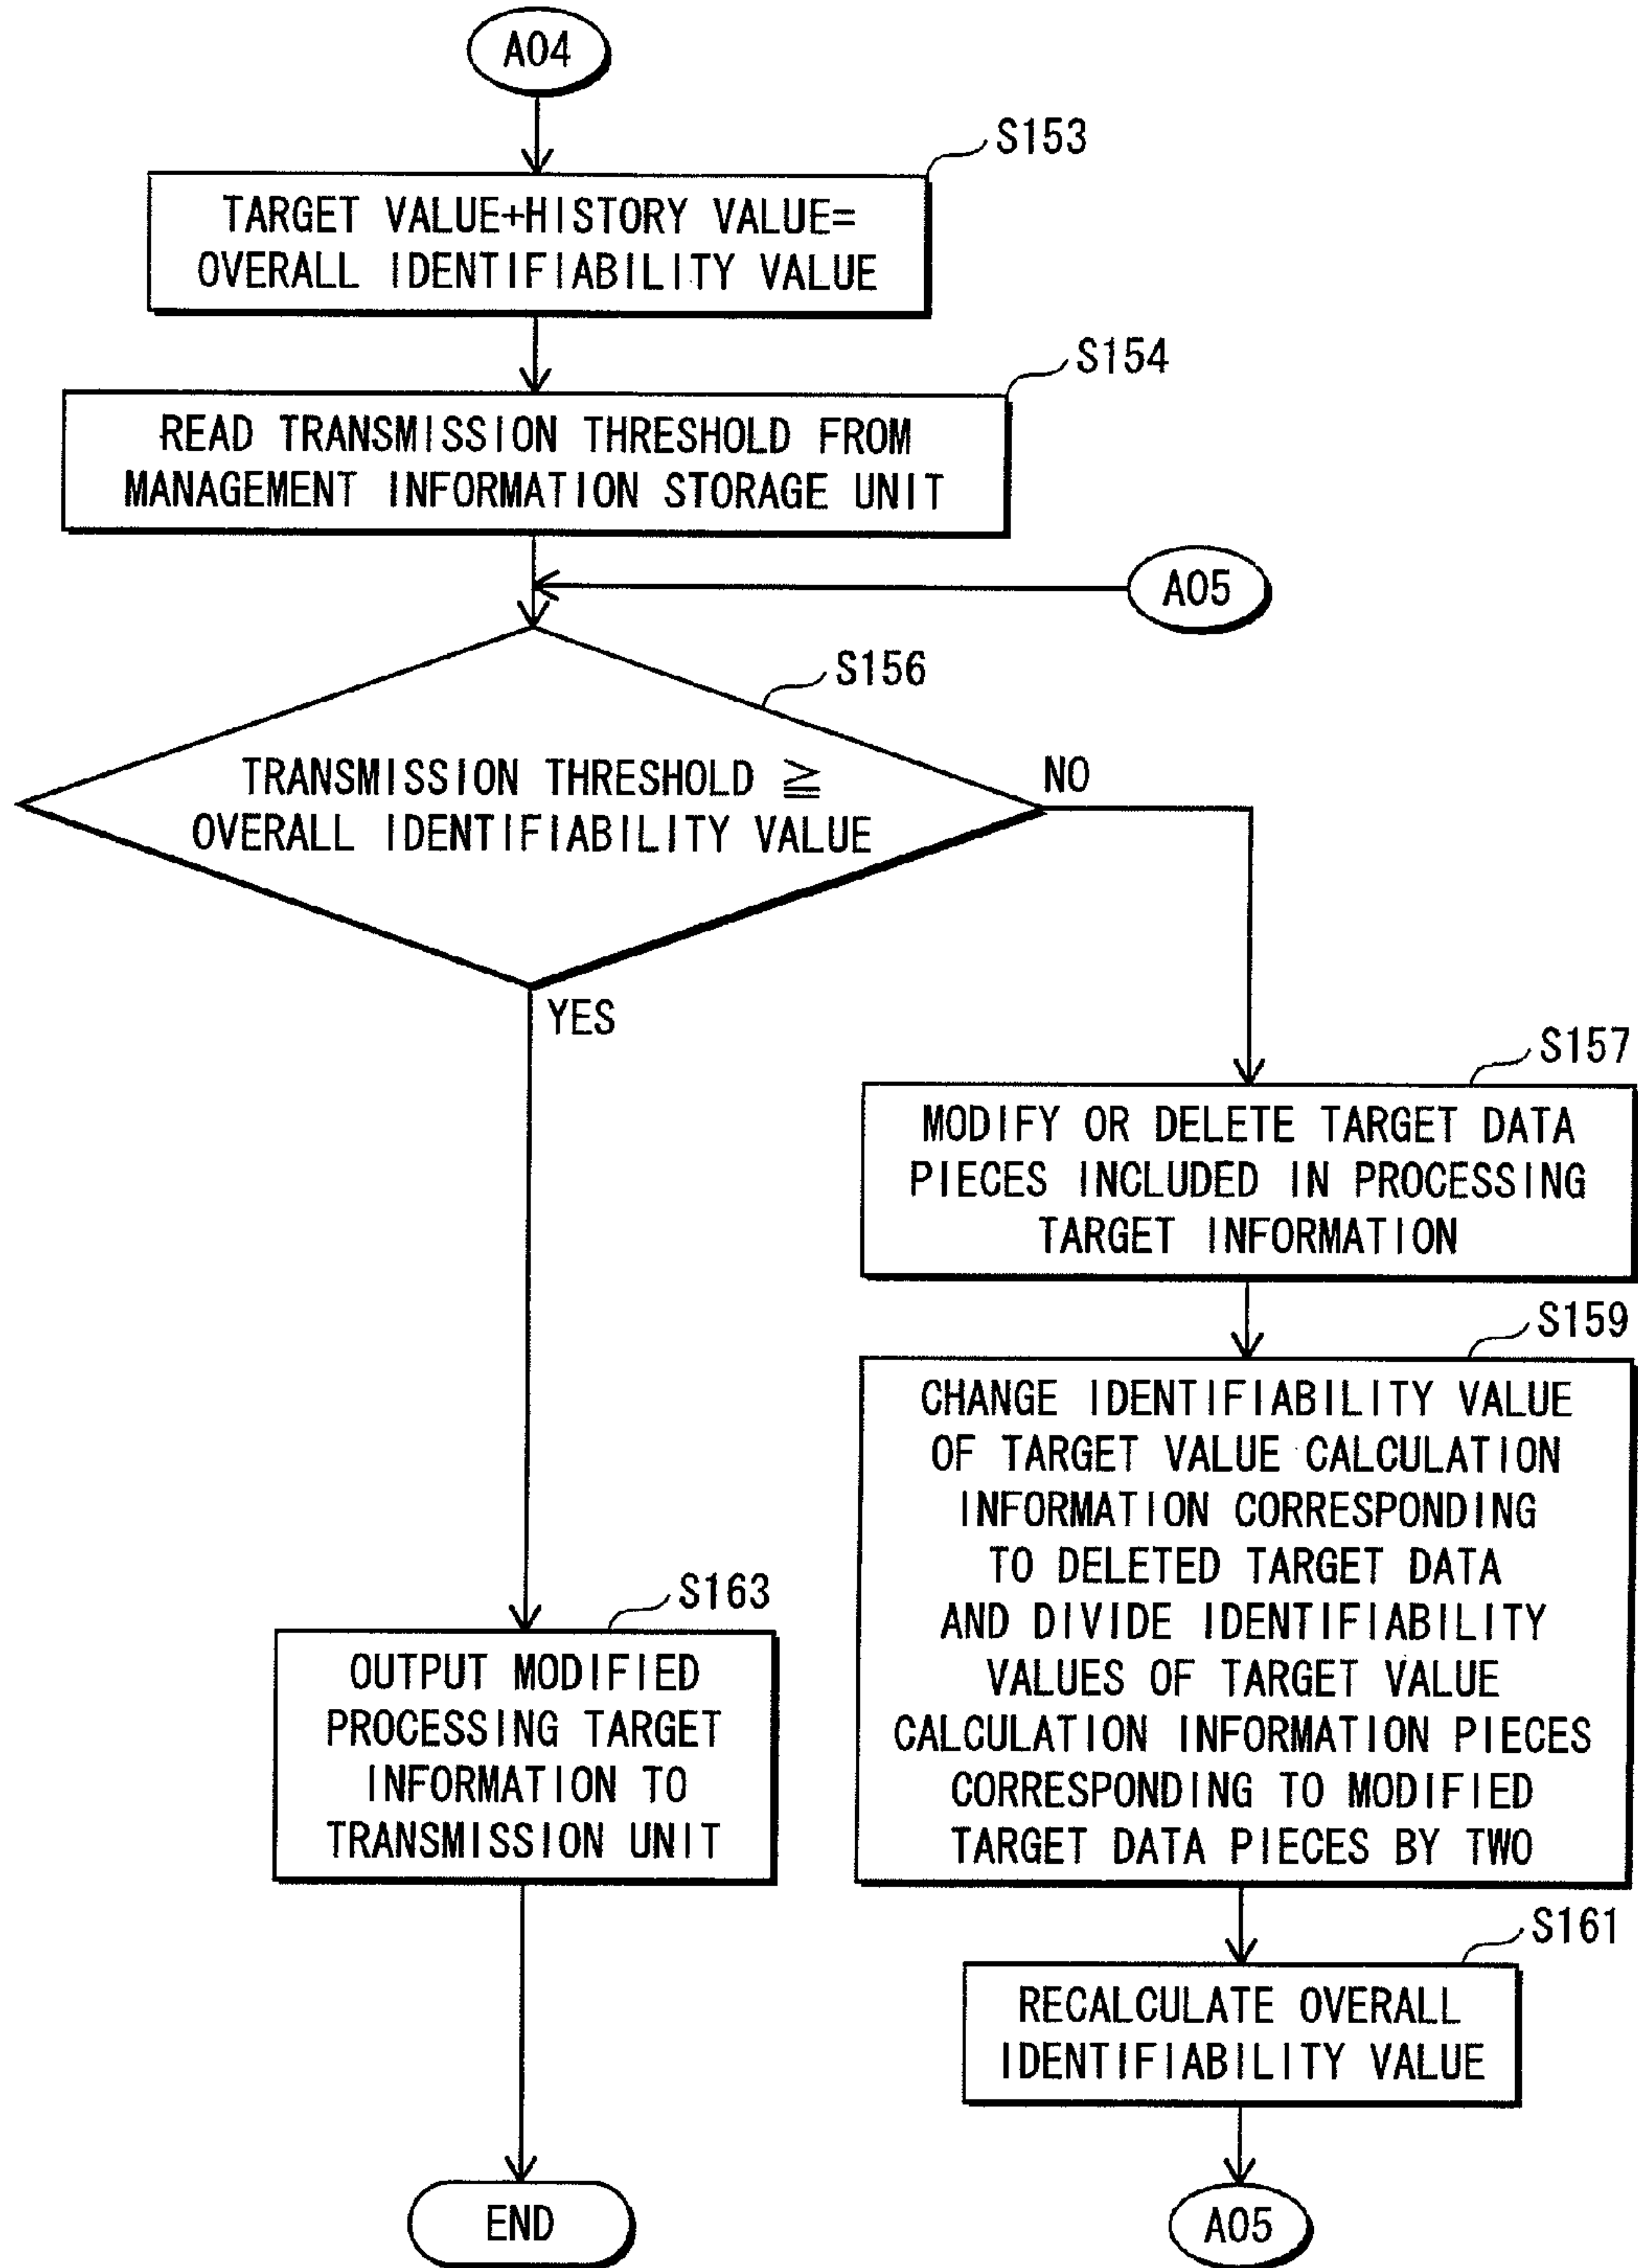 A04
S153
TARGET VALUE+HISTORY VALUE=
OVERALL IDENTIFIABILITY VALUE
S154
READ TRANSMISSION THRESHOLD FROM
MANAGEMENT INFORMATION STORAGE UNIT
A05
S156
TRANSMISSION THRESHOLD ≧
OVERALL IDENTIFIABILITY VALUE
NO
YES
S157
MODIFY OR DELETE TARGET DATA
PIECES INCLUDED IN PROCESSING
TARGET INFORMATION
S159
CHANGE IDENTIFIABILITY VALUE
OF TARGET VALUE CALCULATION
INFORMATION CORRESPONDING
TO DELETED TARGET DATA
AND DIVIDE IDENTIFIABILITY
VALUES OF TARGET VALUE
CALCULATION INFORMATION PIECES
CORRESPONDING TO MODIFIED
TARGET DATA PIECES BY TWO
S163
OUTPUT MODIFIED
PROCESSING TARGET
INFORMATION TO
TRANSMISSION UNIT
S161
RECALCULATE OVERALL
IDENTIFIABILITY VALUE
END
A05